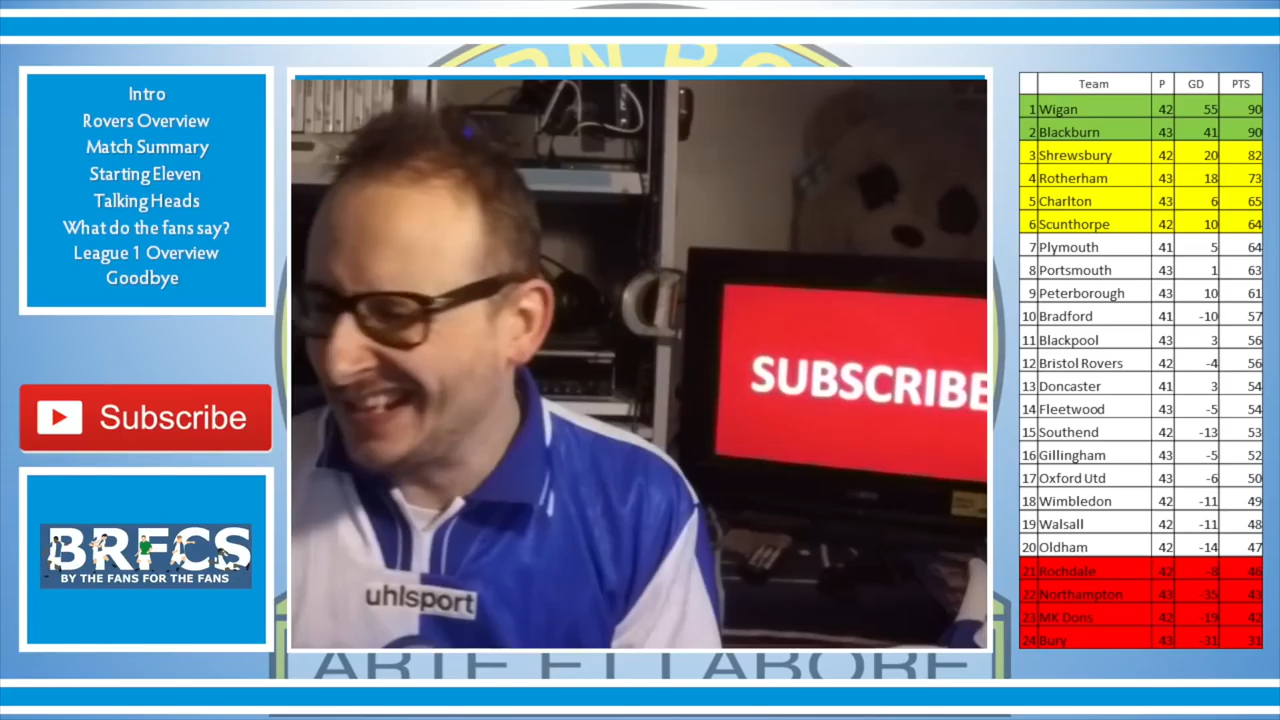 RN RO
Intro
Rovers Overview
Match Summary
Starting Eleven
Talking Heads
What do the fans say?
League 1 Overview
Goodbye
Subscribe
BRFCS
BY THE FANS FOR THE FANS
SUBSCRIBE
uhlsport
ARTE ET LABORE
Team P GD PTS
1 Wigan 42 55 90
2 Blackburn 43 41 90
3 Shrewsbury 42 20 82
4 Rotherham 43 18 73
5 Charlton 43 6 65
6 Scunthorpe 42 10 64
7 Plymouth 41 5 64
8 Portsmouth 43 1 63
9 Peterborough 43 10 61
10 Bradford 41 -10 57
11 Blackpool 43 3 56
12 Bristol Rovers 42 -4 56
13 Doncaster 41 3 54
14 Fleetwood 43 -5 54
15 Southend 42 -13 53
16 Gillingham 43 -5 52
17 Oxford Utd 43 -6 50
18 Wimbledon 42 -11 49
19 Walsall 42 -11 48
20 Oldham 42 -14 47
21 Rochdale 42 -8 46
22 Northampton 43 -35 43
23 MK Dons 42 19 42
24 Bury 43 -31 31